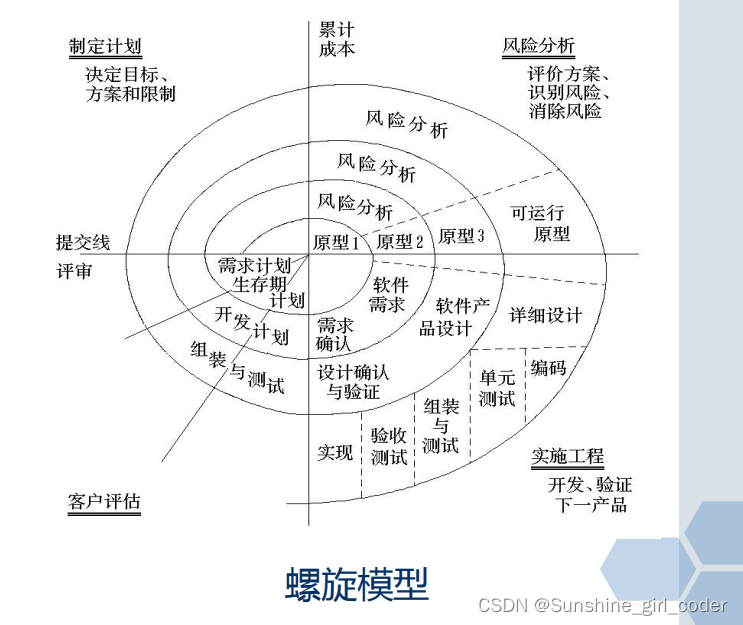 制定计划
决定目标、
方案和限制
累计
成本
风险分析
评价方案、
识别风险、
消除风险
风险分析
风险分析
风险分析
可运行
原型
原型1
原型2
原型3
提交线
评审
需求计划
生存期
计划
软件
需求
开发计划
需求
确认
软件产
品设计
详细设计
组装与测试
设计确认
与验证
组装
与
测试
单元
测试
编码
实现
验收
测试
实施工程
开发、验证
下一产品
客户评估
螺旋模型
CSDN @Sunshine_girl_coder